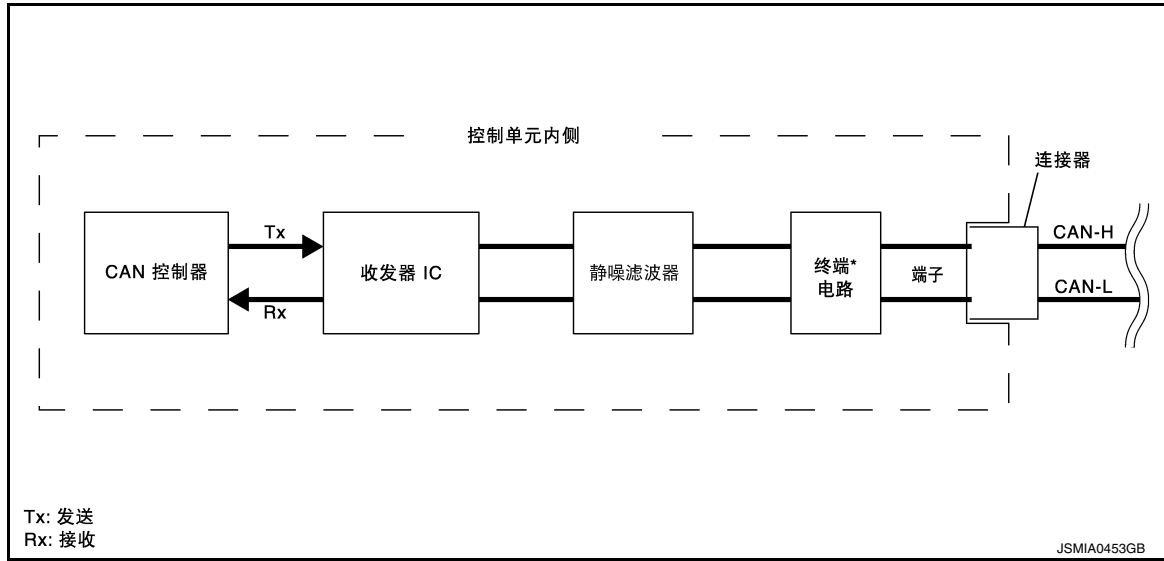 控制单元内侧
连接器
CAN 控制器
Tx
Rx
收发器 IC
静噪滤波器
终端*
电路
端子
CAN-H
CAN-L
Tx: 发送
Rx: 接收
JSMIA0453GB